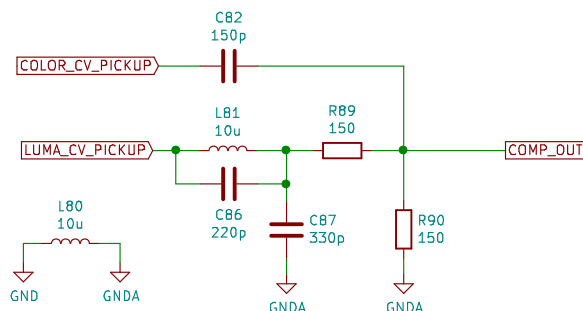 C82
150p
COLOR_CV_PICKUP
L81
10u
R89
150
LUMA_CV_PICKUP
COMP_OUT
C86
220p
C87
330p
R90
150
L80
10u
GND
GNDA
GNDA
GNDA